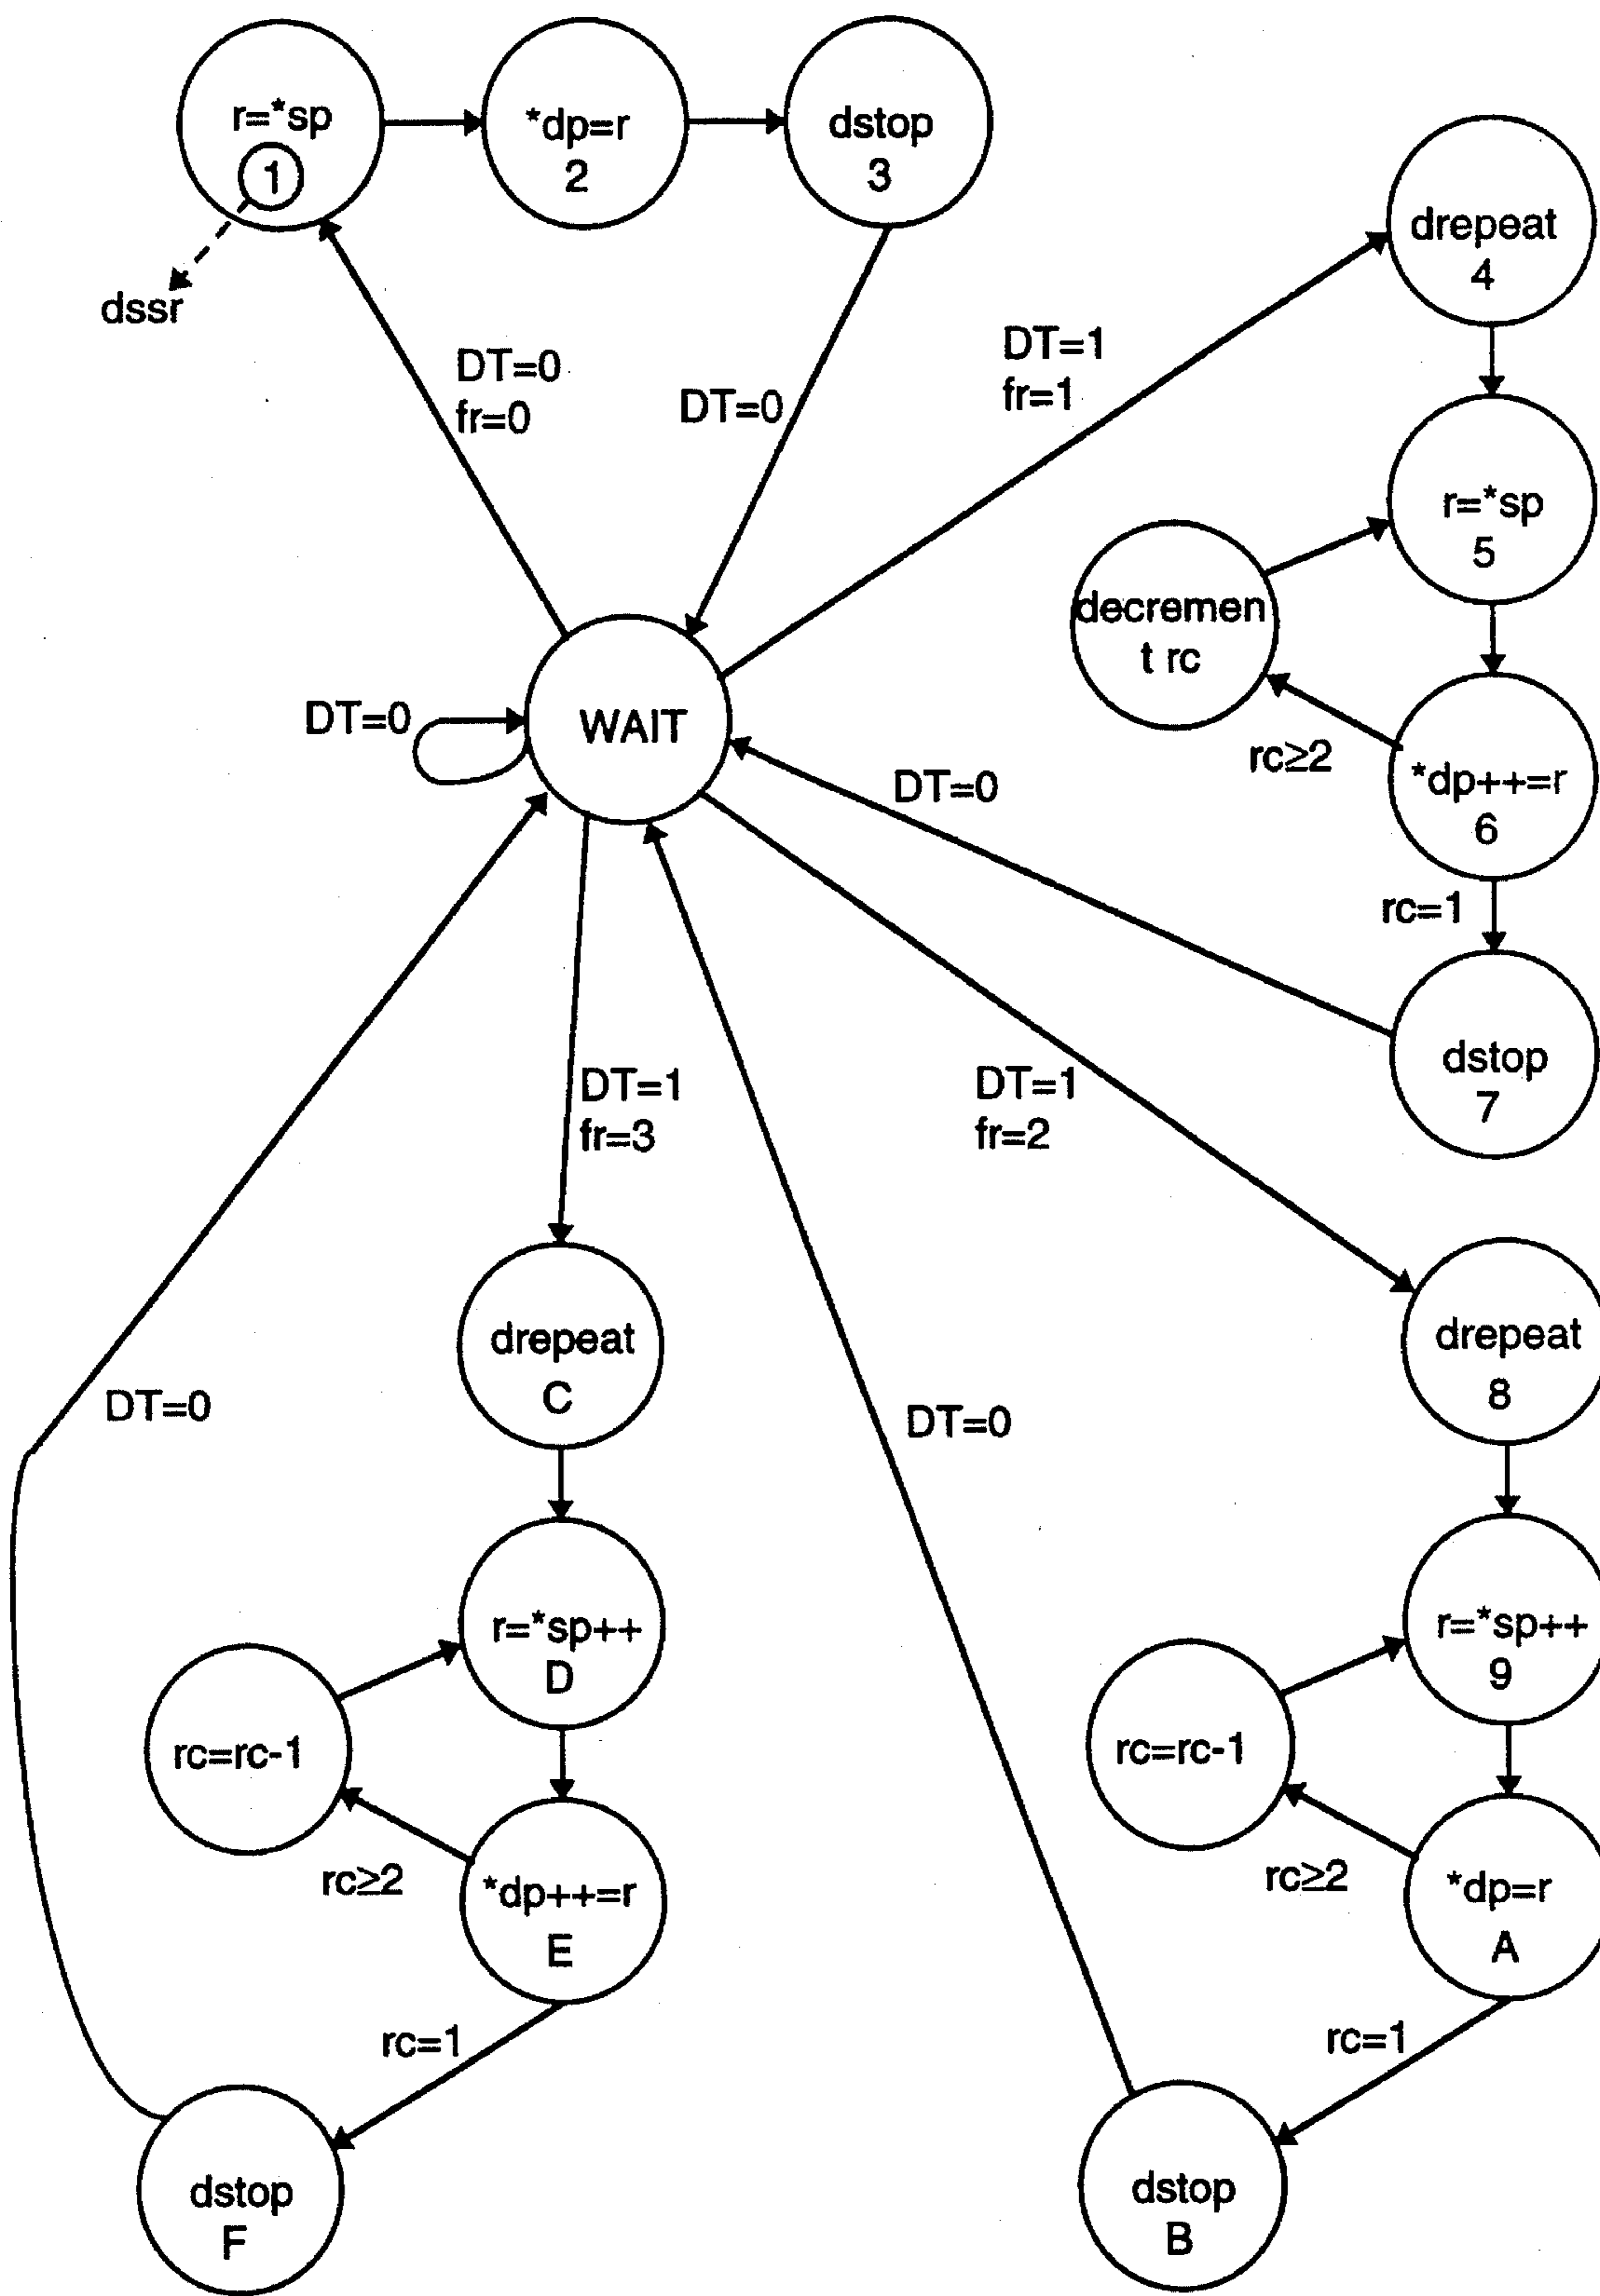 r=*sp
1
dssr
*dp=r
2
dstop
3
DT=0
fr=0
DT=0
DT=1
fr=1
drepeat
4
r=*sp
5
decremen
t rc
rc≥2
*dp++=r
6
rc=1
dstop
7
DT=0
WAIT
DT=0
DT=1
fr=3
DT=1
fr=2
drepeat
C
r=*sp++
D
rc=rc-1
rc≥2
*dp++=r
E
rc=1
dstop
F
DT=0
DT=0
drepeat
8
r=*sp++
9
rc=rc-1
rc≥2
*dp=r
A
rc=1
dstop
B